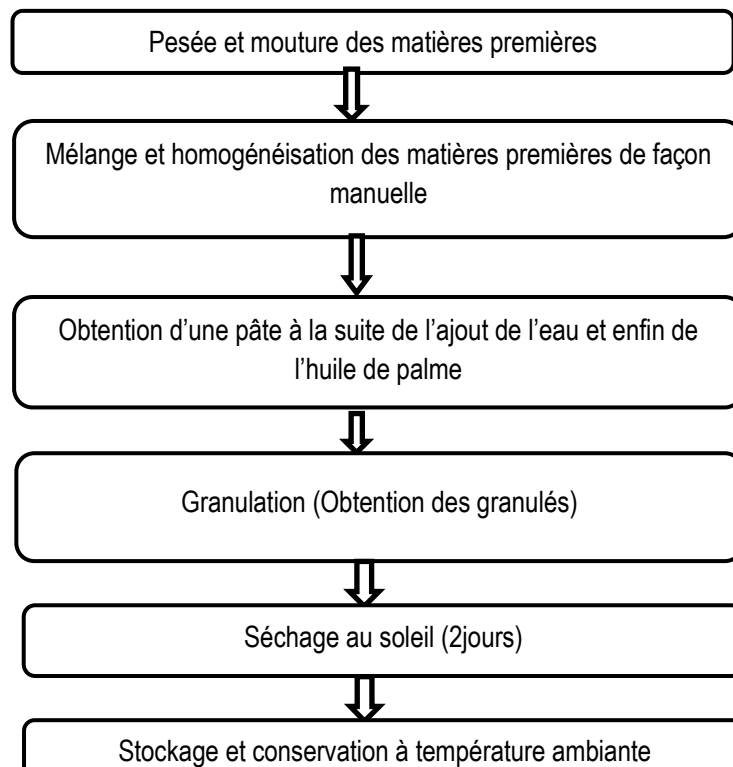 Pesée et mouture des matières premières
Mélange et homogénéisation des matières premières de façon
manuelle
Obtention d'une pâte à la suite de l'ajout de l'eau et enfin de
l'huile de palme
Granulation (Obtention des granulés)
Séchage au soleil (2jours)
Stockage et conservation à température ambiante